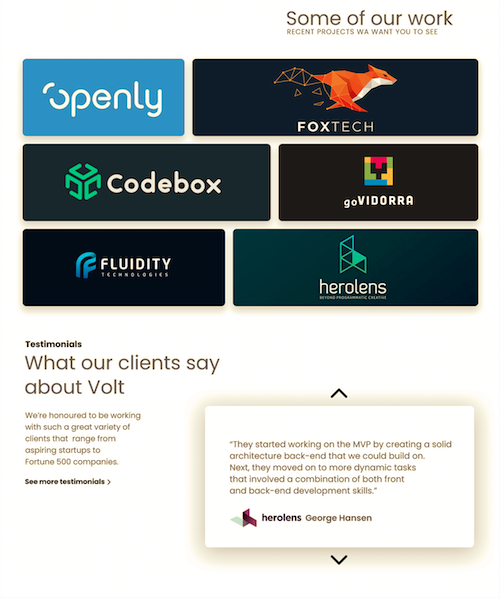 Some of our work
RECENT PROJECTS WA WANT YOU TO SEE
openly
FOXTECH
Codebox
goVIDORRA
FLUIDITY
TECHNOLOGIES
herolens
BEYOND PROGRAMMATIC CREATIVE
Testimonials
What our clients say
about Volt
We're honoured to be working
with such a great variety of
clients that range from
aspiring startups to
Fortune 500 companies.
See more testimonials
“They started working on the MVP by creating a solid
architecture back-end that we could build on.
Next, they moved on to more dynamic tasks
that involved a combination of both front
and back-end development skills.”
herolens George Hansen